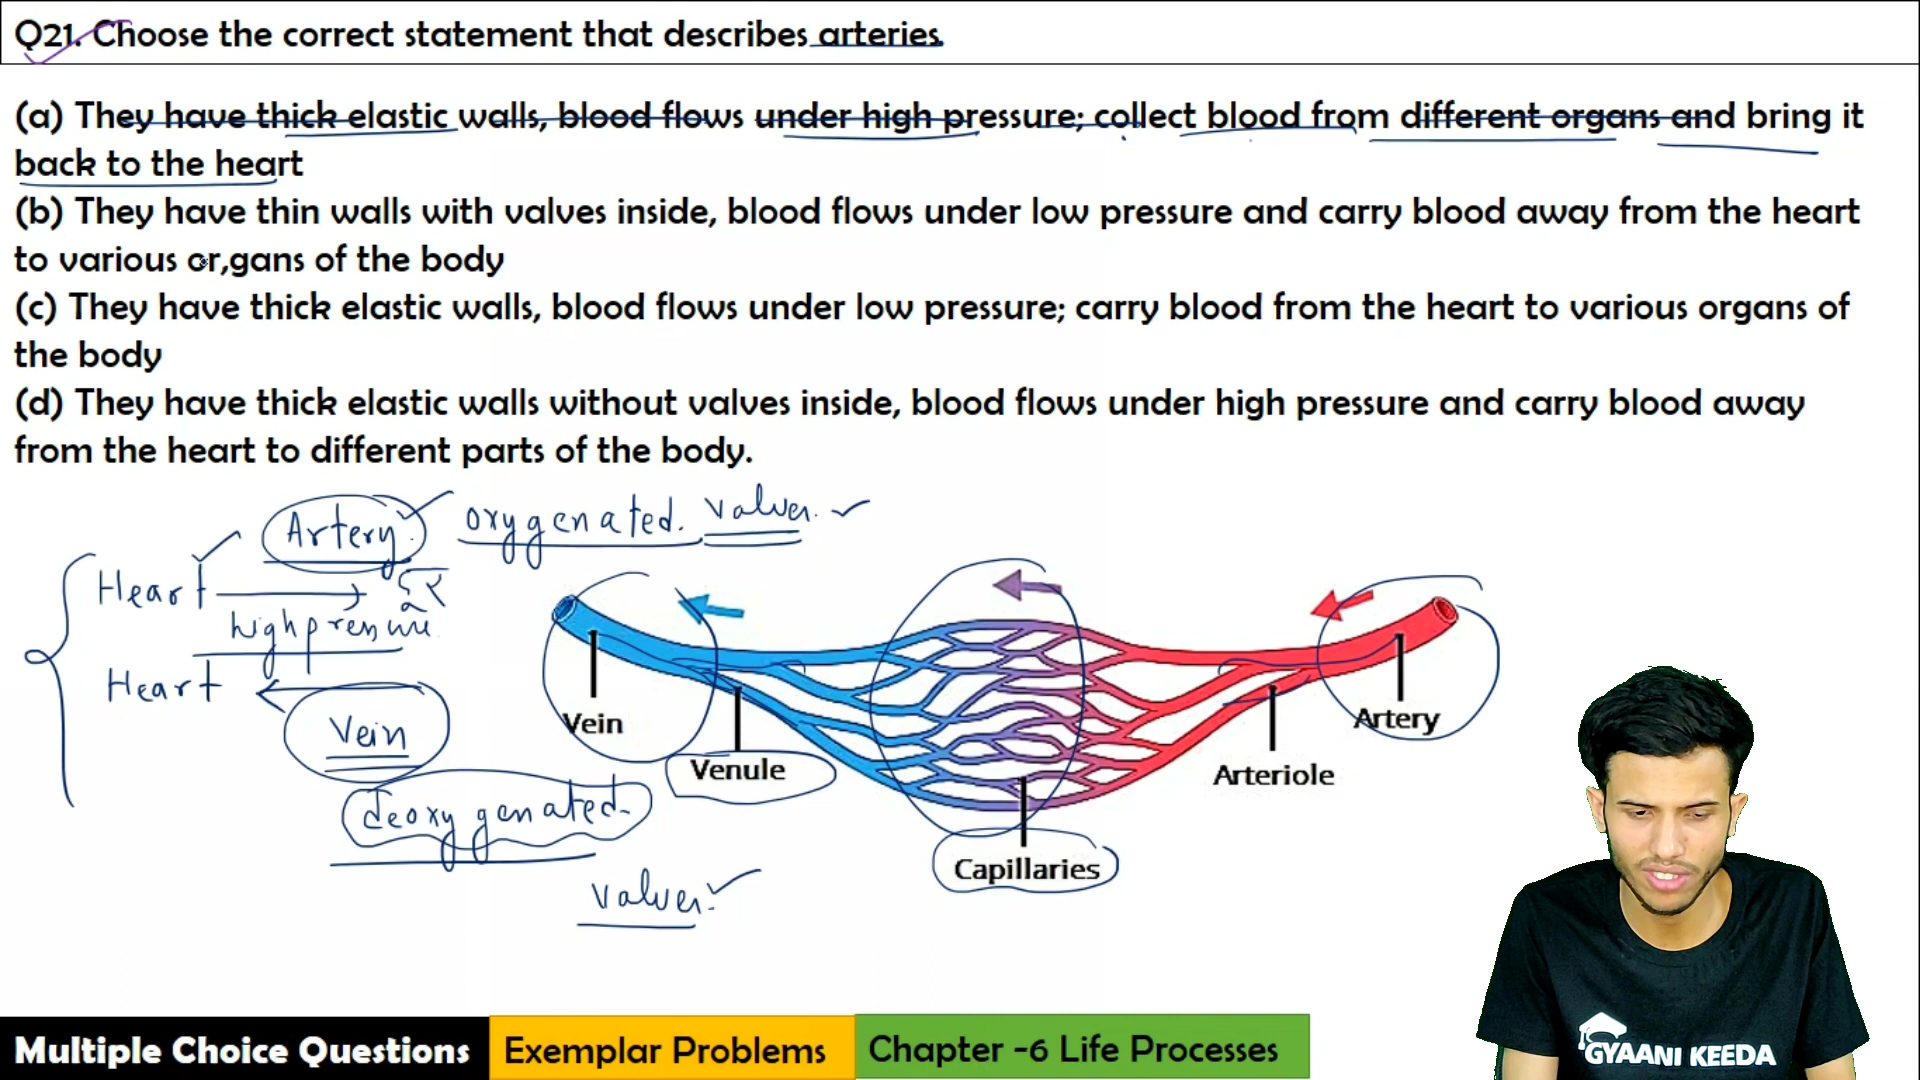 Q21. Choose the correct statement that describes arteries.
(a) They have thick elastic walls, blood flows under high pressure; collect blood from different organs and bring it
back to the heart
(b) They have thin walls with valves inside, blood flows under low pressure and carry blood away from the heart
to various or,gans of the body
(c) They have thick elastic walls, blood flows under low pressure; carry blood from the heart to various organs of
the body
(d) They have thick elastic walls without valves inside, blood flows under high pressure and carry blood away
from the heart to different parts of the body.
Artery oxygenated. valves.
Heart
high pressure
Heart
Vein
deoxygenated.
valves.
Vein
Venule
Capillaries
Arteriole
Artery
GYAANI KEEDA
Multiple Choice Questions Exemplar Problems Chapter -6 Life Processes